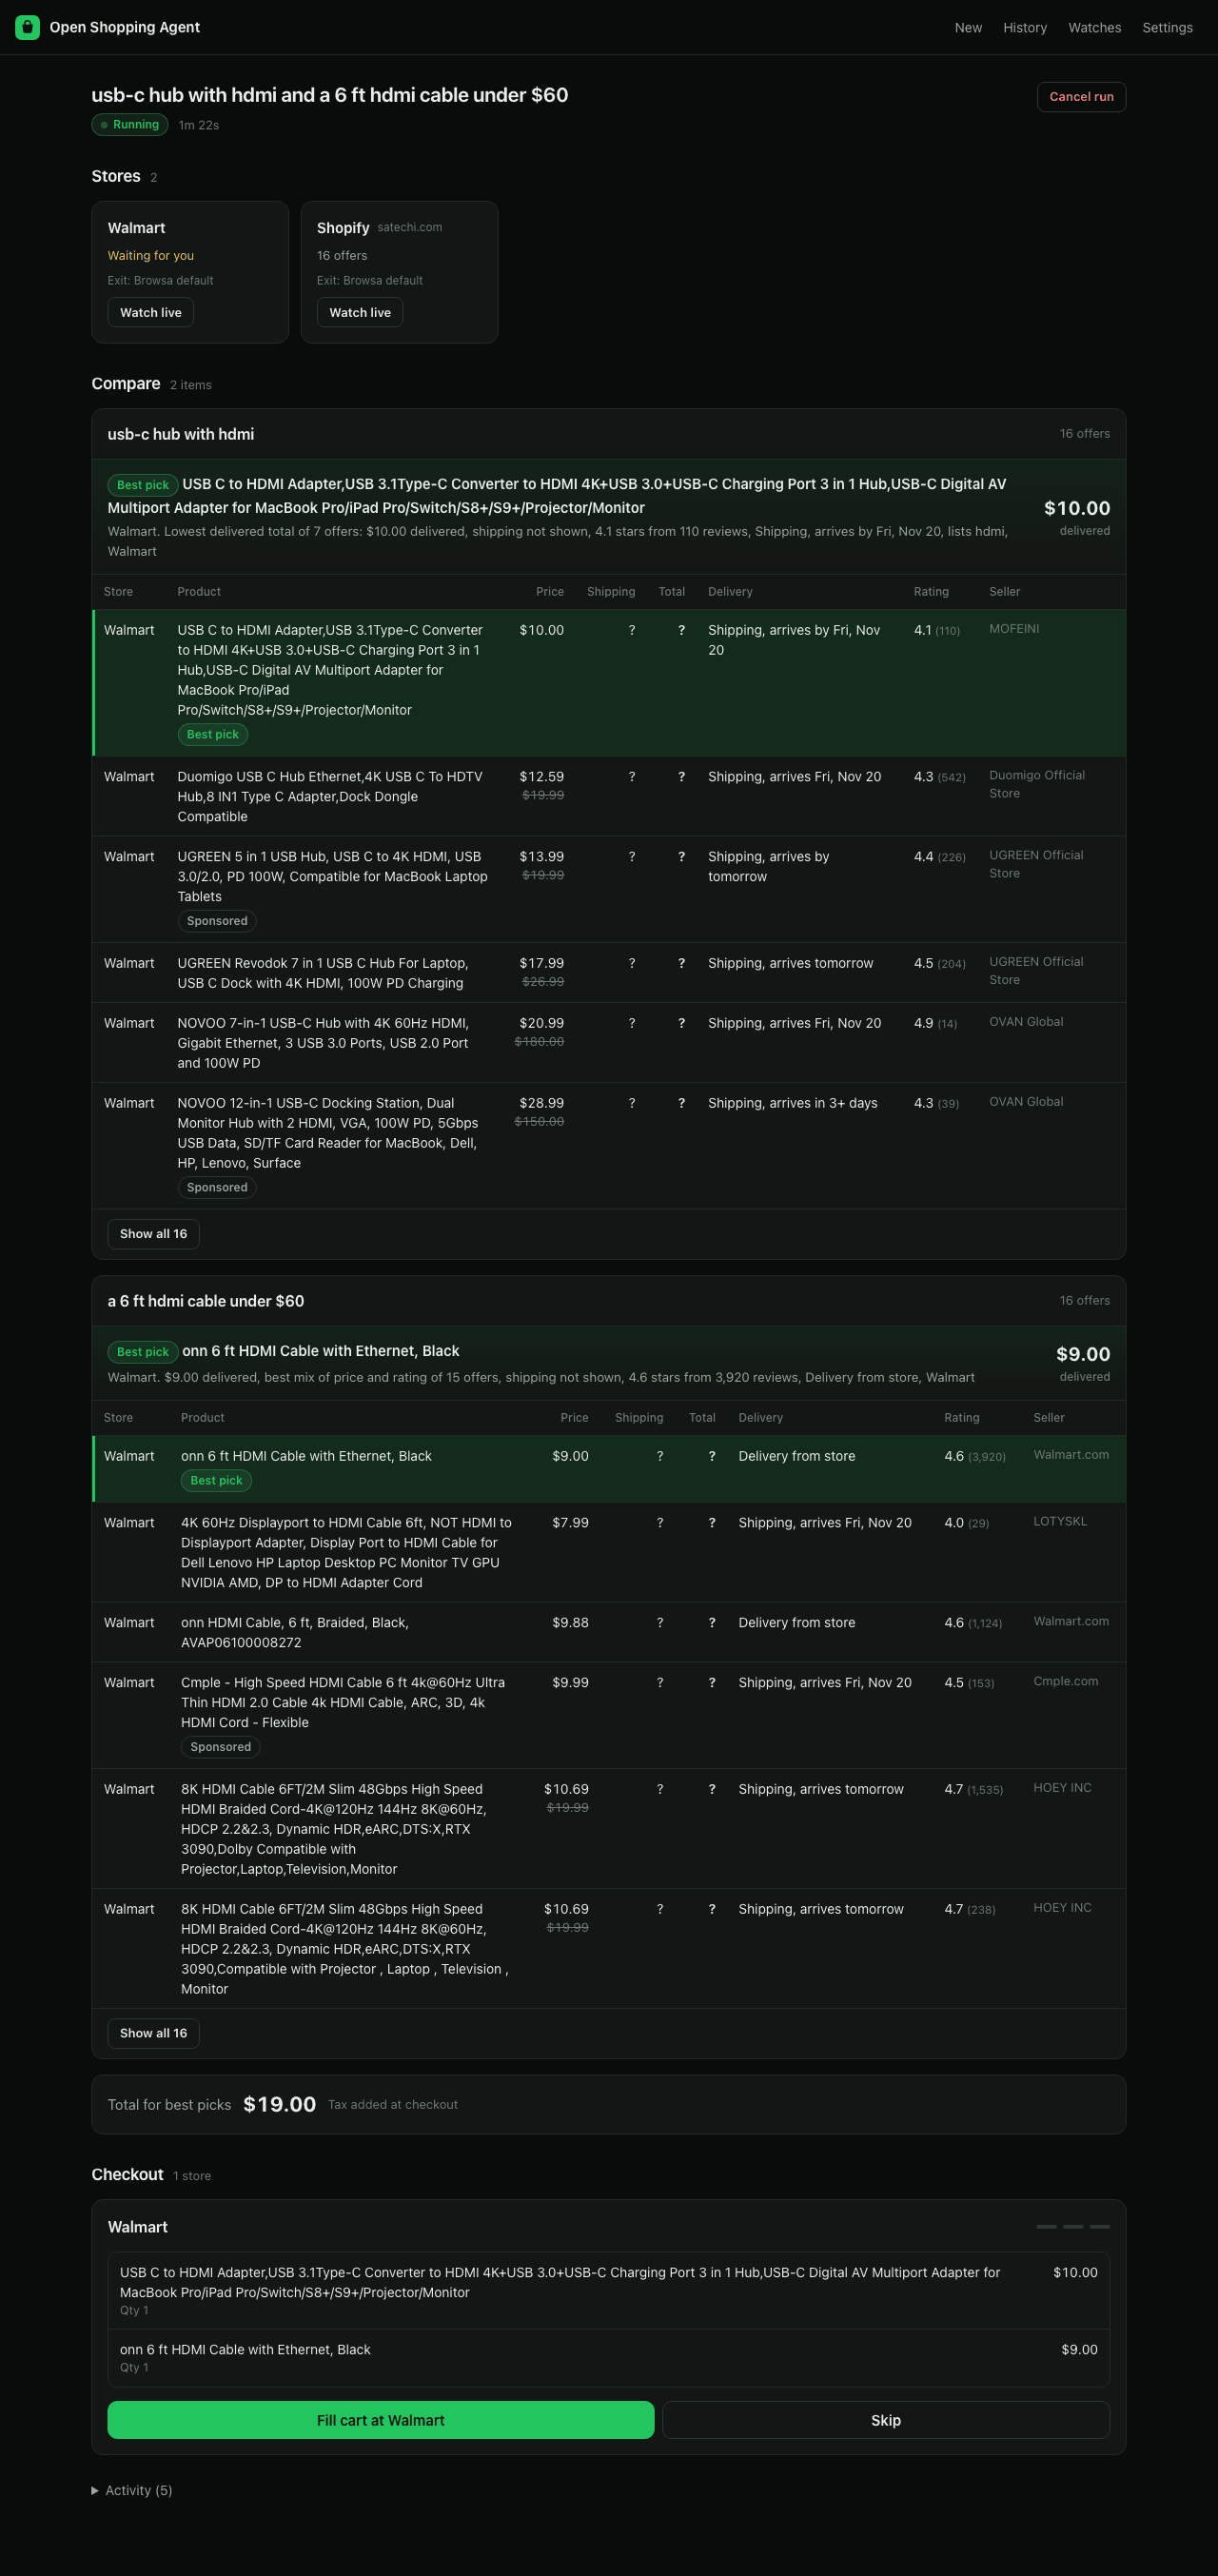 Open Shopping Agent
New History Watches Settings
usb-c hub with hdmi and a 6 ft hdmi cable under $60
Cancel run
Running 1m 22s
Stores 2
Walmart
Waiting for you
Exit: Browsa default
Watch live
Shopify satechi.com
16 offers
Exit: Browsa default
Watch live
Compare 2 items
usb-c hub with hdmi 16 offers
Best pick USB C to HDMI Adapter,USB 3.1Type-C Converter to HDMI 4K+USB 3.0+USB-C Charging Port 3 in 1 Hub,USB-C Digital AV
Multiport Adapter for MacBook Pro/iPad Pro/Switch/S8+/S9+/Projector/Monitor
Walmart. Lowest delivered total of 7 offers: $10.00 delivered, shipping not shown, 4.1 stars from 110 reviews, Shipping, arrives by Fri, Nov 20, lists hdmi,
Walmart
$10.00
delivered
Store Product Price Shipping Total Delivery Rating Seller
Walmart USB C to HDMI Adapter,USB 3.1Type-C Converter $10.00 ? ? Shipping, arrives by Fri, Nov 4.1 (110) MOFEINI
to HDMI 4K+USB 3.0+USB-C Charging Port 3 in 1 20
Hub,USB-C Digital AV Multiport Adapter for
MacBook Pro/iPad
Pro/Switch/S8+/S9+/Projector/Monitor
Best pick
Walmart Duomigo USB C Hub Ethernet,4K USB C To HDTV $12.59 ? ? Shipping, arrives Fri, Nov 20 4.3 (542) Duomigo Official
Hub,8 IN1 Type C Adapter,Dock Dongle $19.99 Store
Compatible
Walmart UGREEN 5 in 1 USB Hub, USB C to 4K HDMI, USB $13.99 ? ? Shipping, arrives by 4.4 (226) UGREEN Official
3.0/2.0, PD 100W, Compatible for MacBook Laptop $19.99 tomorrow Store
Tablets
Sponsored
Walmart UGREEN Revodok 7 in 1 USB C Hub For Laptop, $17.99 ? ? Shipping, arrives tomorrow 4.5 (204) UGREEN Official
USB C Dock with 4K HDMI, 100W PD Charging $26.99 Store
Walmart NOVOO 7-in-1 USB-C Hub with 4K 60Hz HDMI, $20.99 ? ? Shipping, arrives Fri, Nov 20 4.9 (14) OVAN Global
Gigabit Ethernet, 3 USB 3.0 Ports, USB 2.0 Port $180.00
and 100W PD
Walmart NOVOO 12-in-1 USB-C Docking Station, Dual $28.99 ? ? Shipping, arrives in 3+ days 4.3 (39) OVAN Global
Monitor Hub with 2 HDMI, VGA, 100W PD, 5Gbps $150.00
USB Data, SD/TF Card Reader for MacBook, Dell,
HP, Lenovo, Surface
Sponsored
Show all 16
a 6 ft hdmi cable under $60 16 offers
Best pick onn 6 ft HDMI Cable with Ethernet, Black
Walmart. $9.00 delivered, best mix of price and rating of 15 offers, shipping not shown, 4.6 stars from 3,920 reviews, Delivery from store, Walmart
$9.00
delivered
Store Product Price Shipping Total Delivery Rating Seller
Walmart onn 6 ft HDMI Cable with Ethernet, Black $9.00 ? ? Delivery from store 4.6 (3,920) Walmart.com
Best pick
Walmart 4K 60Hz Displayport to HDMI Cable 6ft, NOT HDMI to $7.99 ? ? Shipping, arrives Fri, Nov 20 4.0 (29) LOTYSKL
Displayport Adapter, Display Port to HDMI Cable for
Dell Lenovo HP Laptop Desktop PC Monitor TV GPU
NVIDIA AMD, DP to HDMI Adapter Cord
Walmart onn HDMI Cable, 6 ft, Braided, Black, $9.88 ? ? Delivery from store 4.6 (1,124) Walmart.com
AVAP06100008272
Walmart Cmple - High Speed HDMI Cable 6 ft 4k@60Hz Ultra $9.99 ? ? Shipping, arrives Fri, Nov 20 4.5 (153) Cmple.com
Thin HDMI 2.0 Cable 4k HDMI Cable, ARC, 3D, 4k
HDMI Cord - Flexible
Sponsored
Walmart 8K HDMI Cable 6FT/2M Slim 48Gbps High Speed $10.69 ? ? Shipping, arrives tomorrow 4.7 (1,535) HOEY INC
HDMI Braided Cord-4K@120Hz 144Hz 8K@60Hz, $19.99
HDCP 2.2&2.3, Dynamic HDR,eARC,DTS:X,RTX
3090,Dolby Compatible with
Projector,Laptop,Television,Monitor
Walmart 8K HDMI Cable 6FT/2M Slim 48Gbps High Speed $10.69 ? ? Shipping, arrives tomorrow 4.7 (238) HOEY INC
HDMI Braided Cord-4K@120Hz 144Hz 8K@60Hz, $19.99
HDCP 2.2&2.3, Dynamic HDR,eARC,DTS:X,RTX
3090,Compatible with Projector , Laptop , Television ,
Monitor
Show all 16
Total for best picks $19.00 Tax added at checkout
Checkout 1 store
Walmart
USB C to HDMI Adapter,USB 3.1Type-C Converter to HDMI 4K+USB 3.0+USB-C Charging Port 3 in 1 Hub,USB-C Digital AV Multiport Adapter for $10.00
MacBook Pro/iPad Pro/Switch/S8+/S9+/Projector/Monitor
Qty 1
onn 6 ft HDMI Cable with Ethernet, Black $9.00
Qty 1
Fill cart at Walmart Skip
Activity (5)